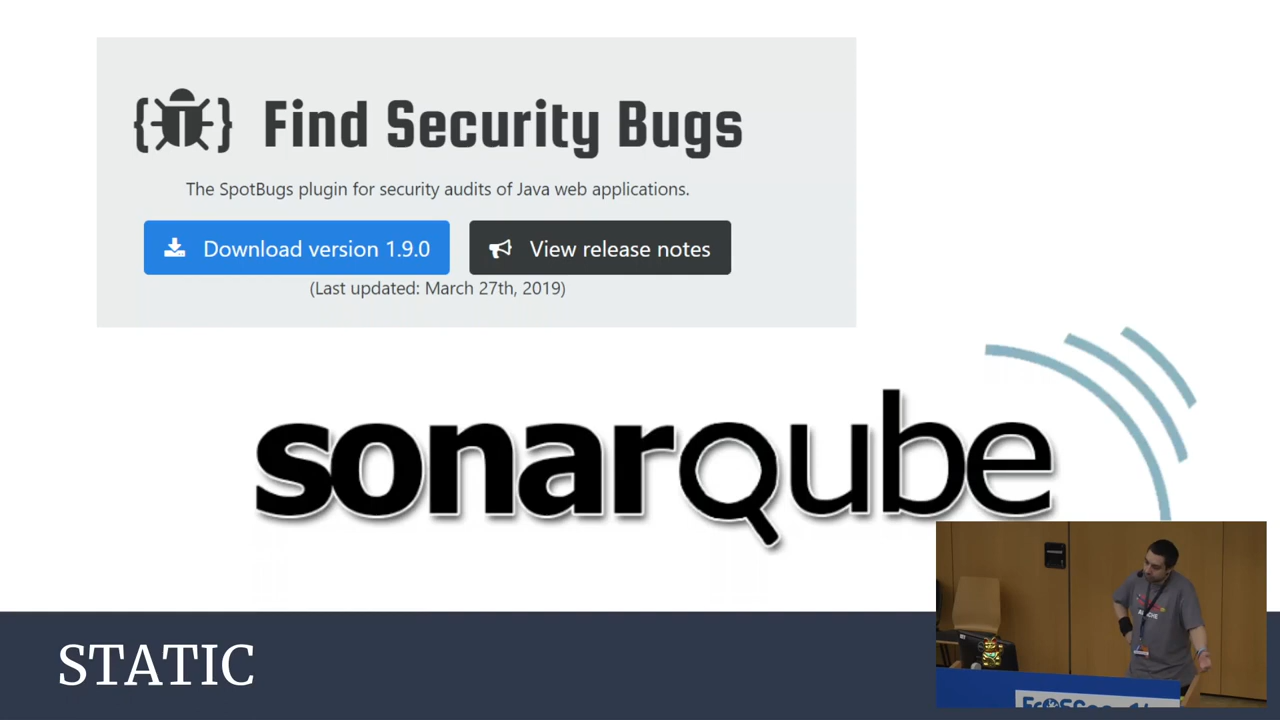 Find Security Bugs
The SpotBugs plugin for security audits of Java web applications.
Download version 1.9.0
View release notes
(Last updated: March 27th, 2019)
sonarqube
STATIC